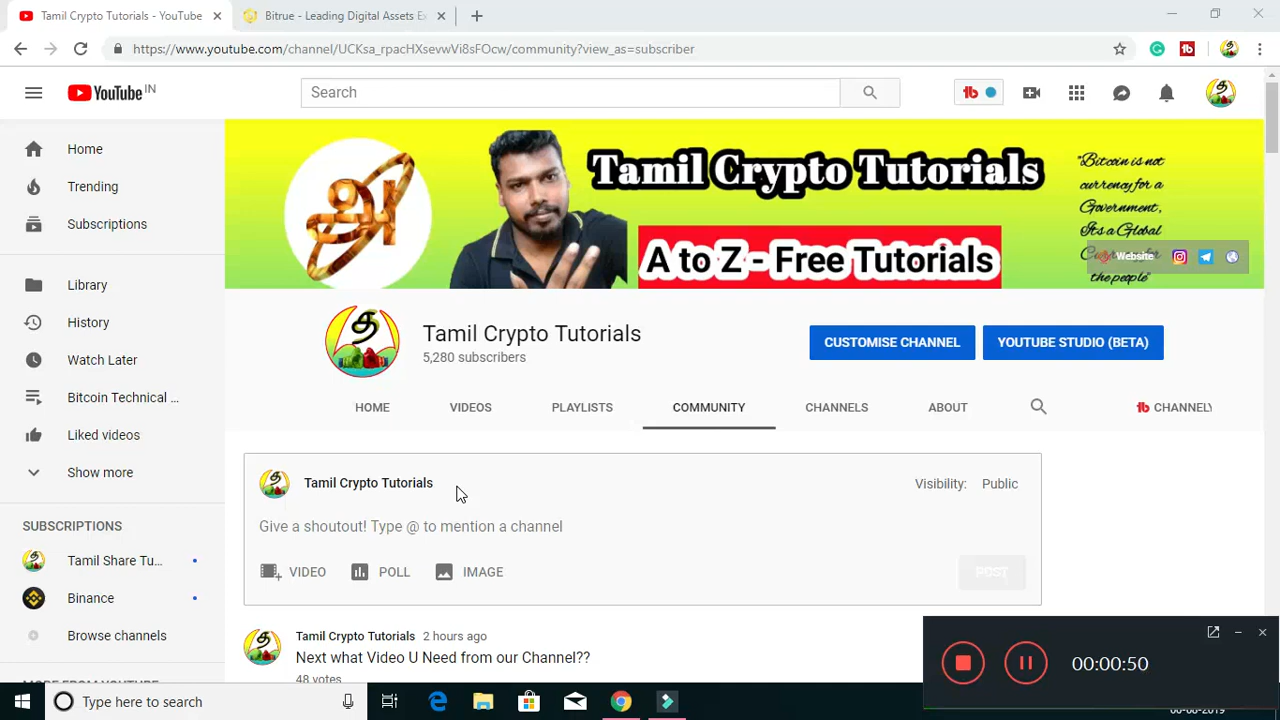 Tamil Crypto Tutorials - YouTube
Bitrue - Leading Digital Assets Ex
https://www.youtube.com/channel/UCKsa_rpacHXsevwVi8sFOcw/community?view_as=subscriber
YouTube IN
Search
Home
Trending
Subscriptions
Library
History
Watch Later
Bitcoin Technical ...
Liked videos
Show more
SUBSCRIPTIONS
Tamil Share Tu...
Binance
Browse channels
அ
Tamil Crypto Tutorials
A to Z - Free Tutorials
"Bitcoin is not
currency for a
Government,
Its a Global
the people"
Website
த
Tamil Crypto Tutorials
5,280 subscribers
CUSTOMISE CHANNEL
YOUTUBE STUDIO (BETA)
HOME
VIDEOS
PLAYLISTS
COMMUNITY
CHANNELS
ABOUT
CHANNELY
Tamil Crypto Tutorials
Visibility: Public
Give a shoutout! Type @ to mention a channel
VIDEO
POLL
IMAGE
POST
Tamil Crypto Tutorials 2 hours ago
Next what Video U Need from our Channel??
48 votes
00:00:50
Type here to search